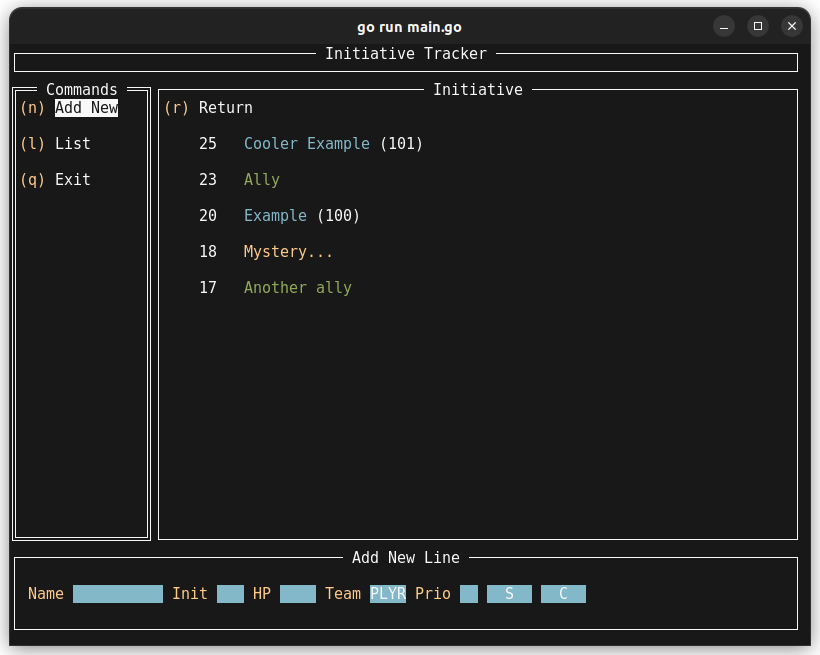 go run main.go
Initiative Tracker
Commands
(n) Add New
(l) List
(q) Exit
Initiative
(r) Return
25 Cooler Example (101)
23 Ally
20 Example (100)
18 Mystery...
17 Another ally
Add New Line
Name Init HP Team PLYR Prio S C